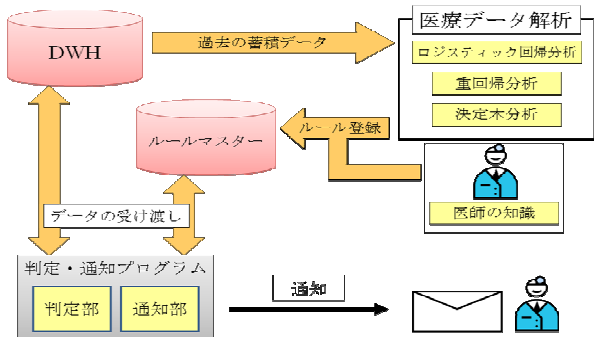 DWH
過去の蓄積データ
医療データ解析
ロジスティック回帰分析
重回帰分析
決定木分析
ルールマスター
ルール登録
医師の知識
データの受け渡し
判定・通知プログラム
判定部
通知部
通知